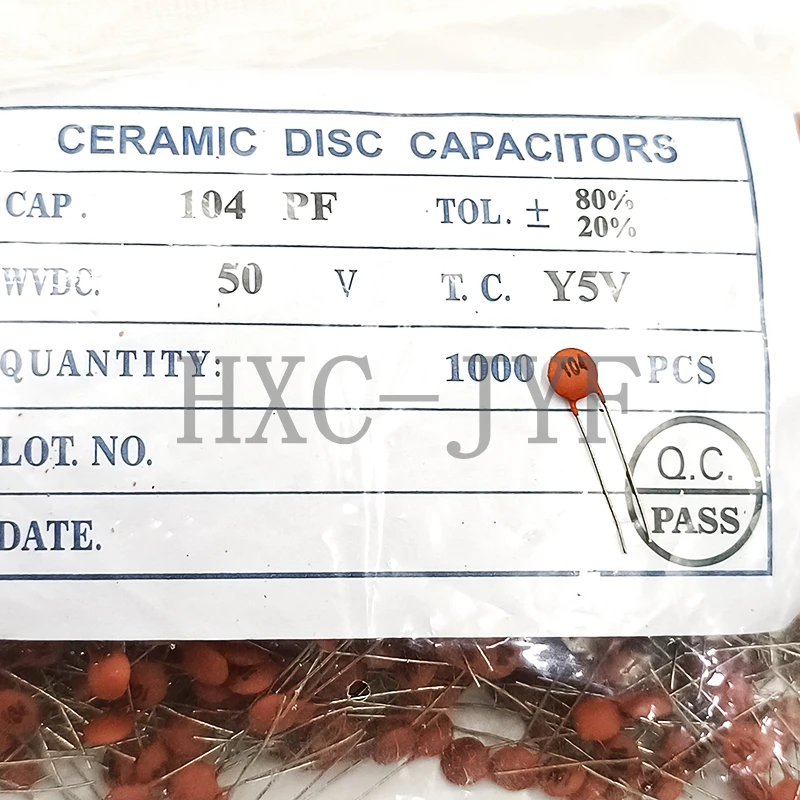 CERAMIC DISC CAPACITORS
CAP. 104 PF TOL. ± 80% 20%
WVDC: 50 V T.C. Y5V
QUANTITY: 1000 PCS
104
HXC-JYF
LOT. NO.
Q.C.
PASS
DATE.